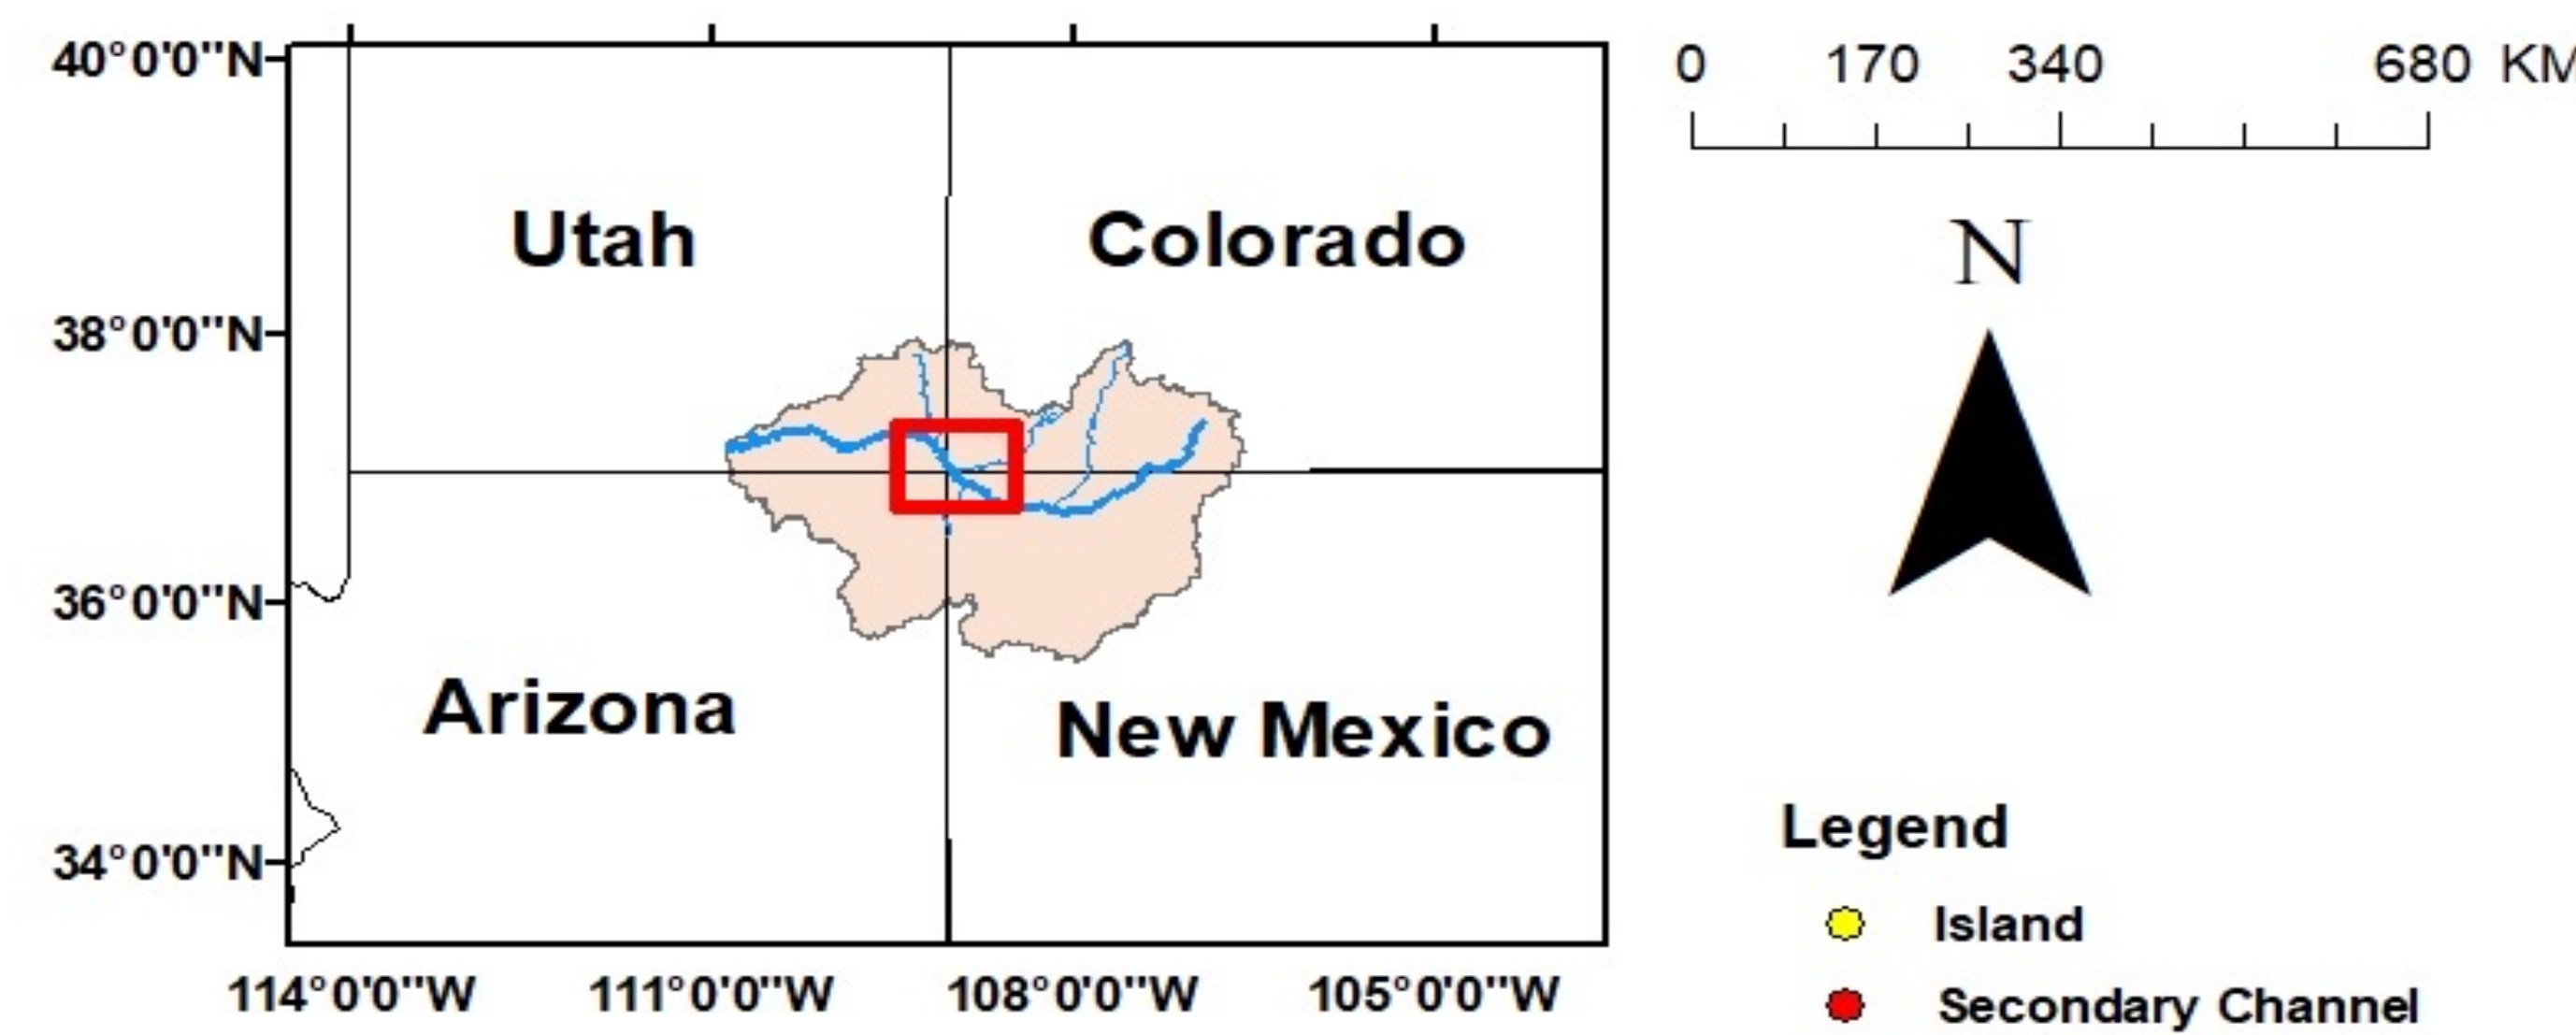 40°0'0"N
38°0'0"N
36°0'0"N
34°0'0"N
Utah
Colorado
Arizona
New Mexico
114°0'0"W 111°0'0"W 108°0'0"W 105°0'0"W
0 170 340 680 KM
N
Legend
Island
Secondary Channel